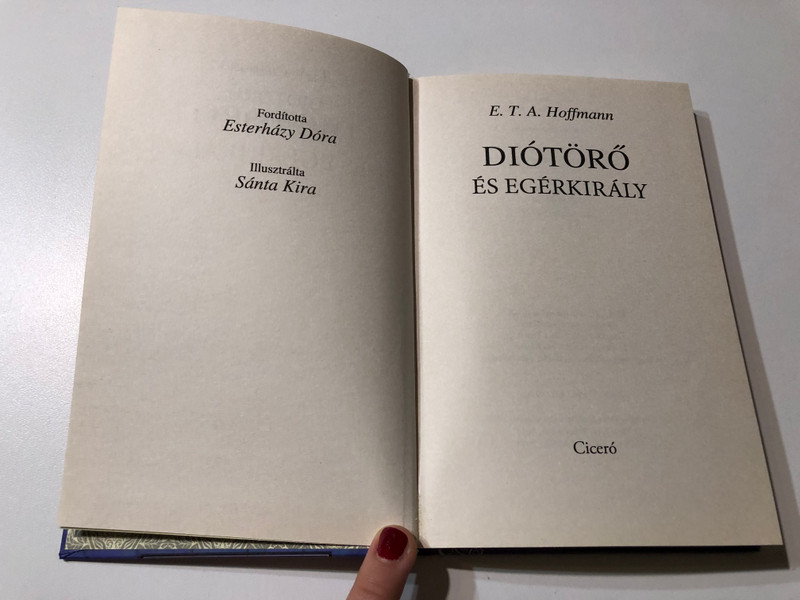 Fordította
Esterházy Dóra
Illusztrálta
Sánta Kira
E. T. A. Hoffmann
DIÓTÖRŐ
ÉS EGÉRKIRÁLY
Ciceró